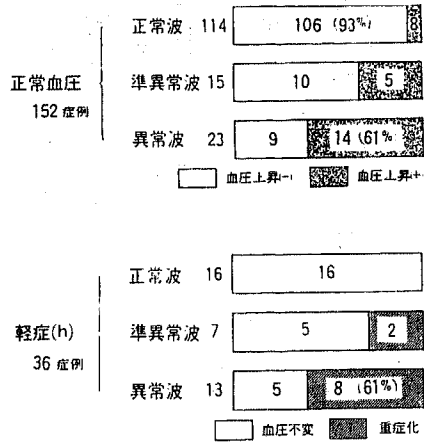 正常波 114 106 (93%) 8
正常血圧 準異常波 15 10 5
152 症例
異常波 23 9 14 (61%
血圧上昇(-) 血圧上昇(+
正常波 16 16
軽症(h) 準異常波 7 5 2
36 症例
異常波 13 5 8 (61%)
血圧不変 重症化